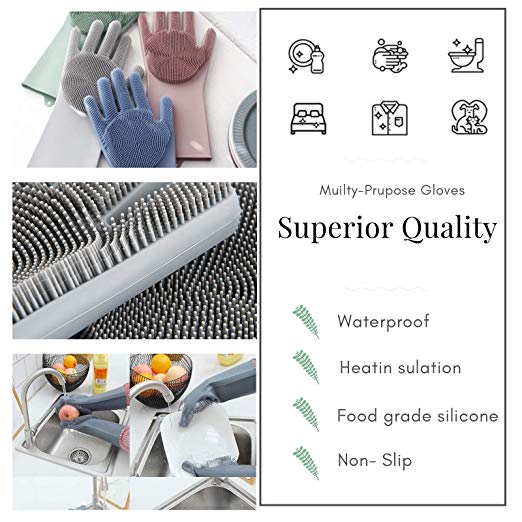 Muilty-Prupose Gloves
Superior Quality
Waterproof
Heatin sulation
Food grade silicone
Non- Slip